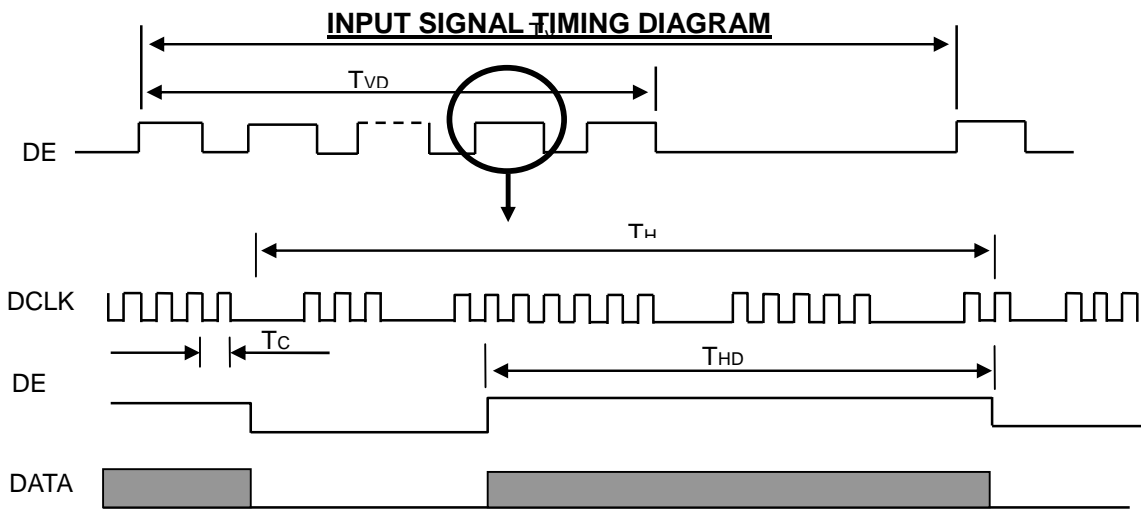 INPUT SIGNAL TIMING DIAGRAM
TVD
DE
TH
DCLK
TC
THD
DE
DATA